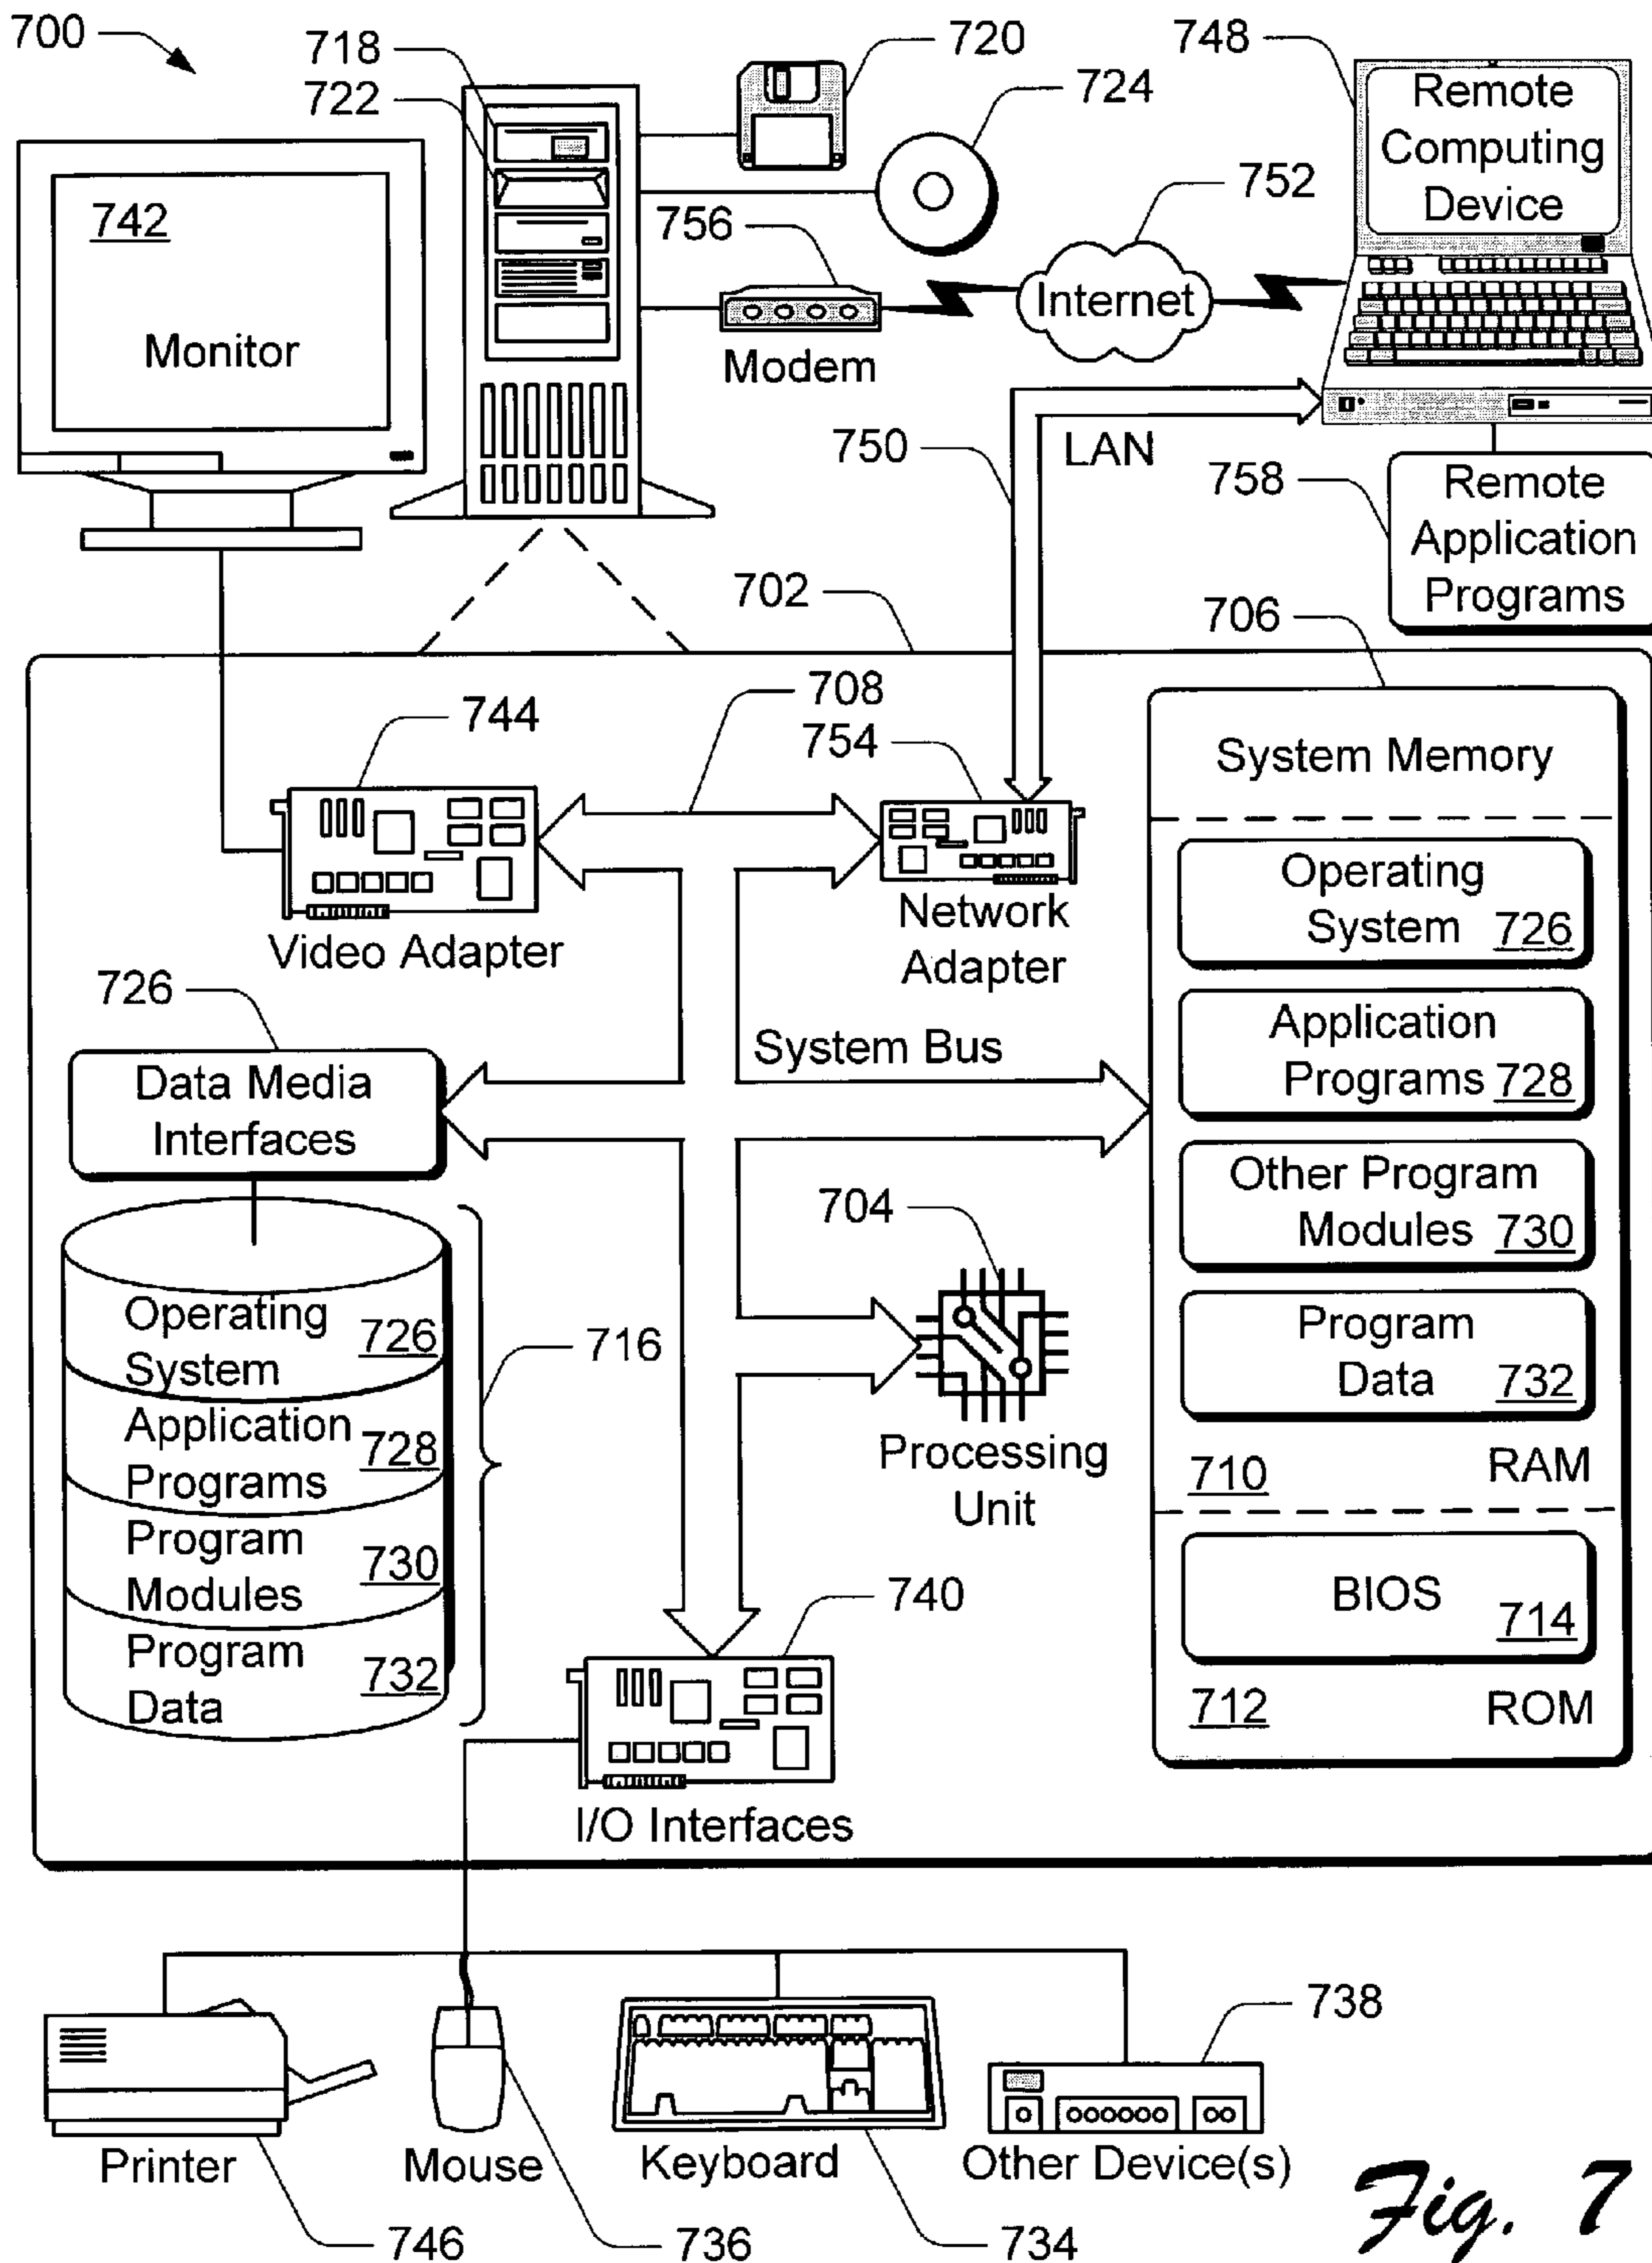 700
718
722
720
724
748
Remote
Computing
Device
742
Monitor
756
Modem
752
Internet
750
LAN
758
Remote
Application
Programs
702
706
708
744
754
Video Adapter
Network
Adapter
System Memory
Operating
System 726
Application
Programs 728
Other Program
Modules 730
Program
Data 732
710 RAM
BIOS 714
712 ROM
726
Data Media
Interfaces
System Bus
704
Processing
Unit
Operating
System 726
Application
Programs 728
Program
Modules 730
Program
Data 732
716
740
I/O Interfaces
738
Printer
Mouse
Keyboard
Other Device(s)
746
736
734
Fig. 7